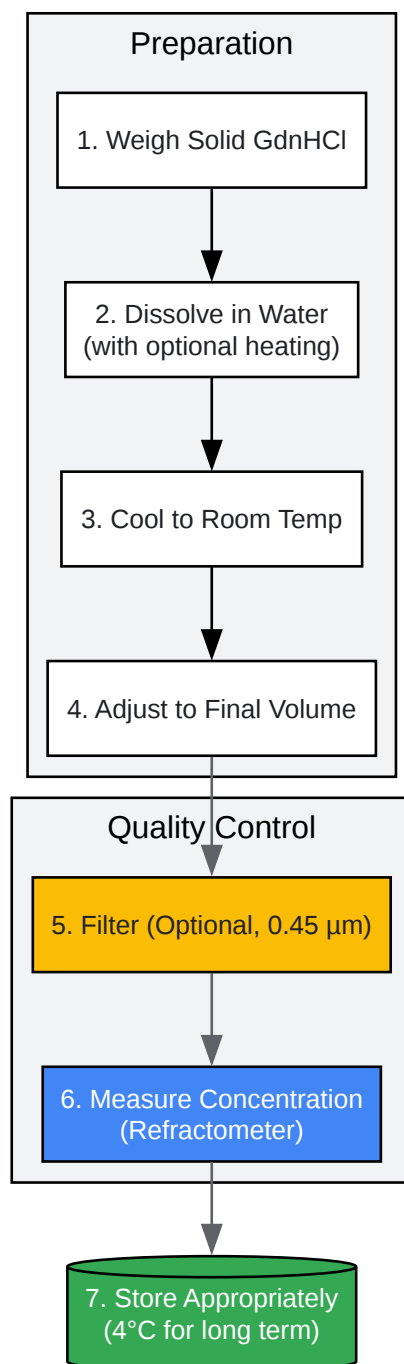 Preparation
1. Weigh Solid GdnHCl
2. Dissolve in Water
(with optional heating)
3. Cool to Room Temp
4. Adjust to Final Volume
Quality Control
5. Filter (Optional, 0.45 µm)
6. Measure Concentration
(Refractometer)
7. Store Appropriately
(4°C for long term)